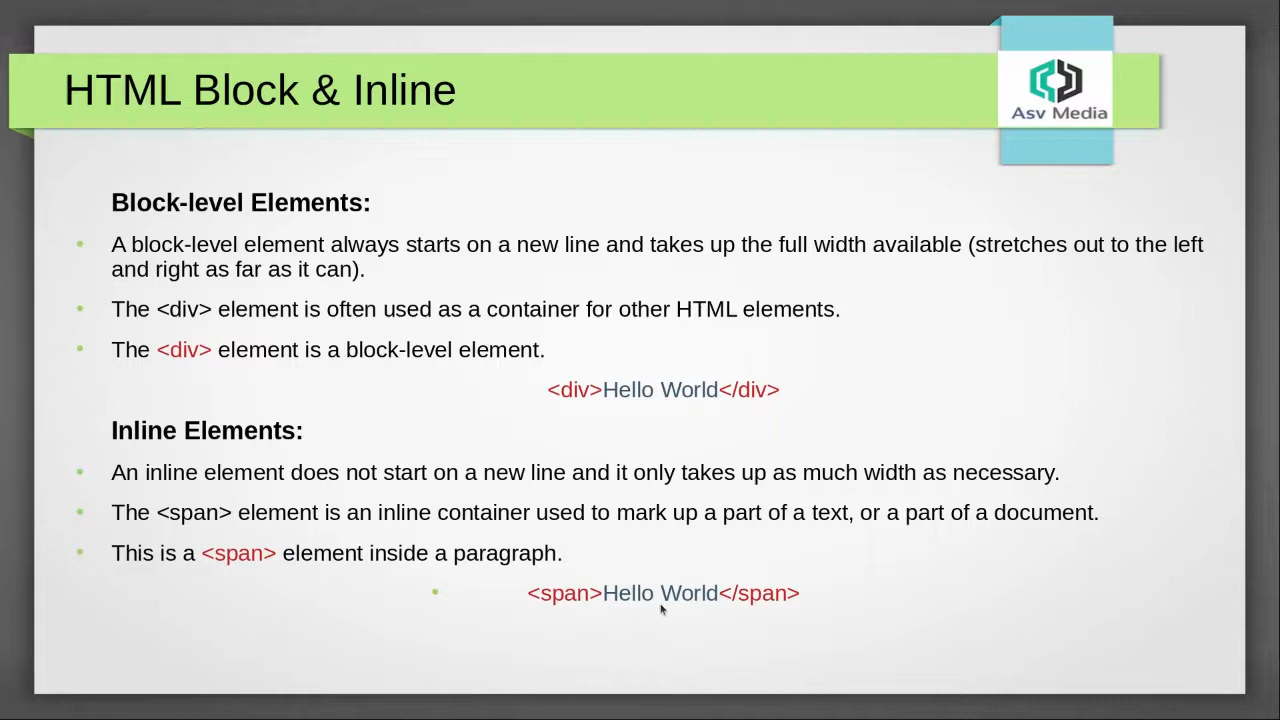 HTML Block & Inline
Asv Media
Block-level Elements:
A block-level element always starts on a new line and takes up the full width available (stretches out to the left
and right as far as it can).
The <div> element is often used as a container for other HTML elements.
The <div> element is a block-level element.
<div>Hello World</div>
Inline Elements:
An inline element does not start on a new line and it only takes up as much width as necessary.
The <span> element is an inline container used to mark up a part of a text, or a part of a document.
This is a <span> element inside a paragraph.
<span>Hello World</span>